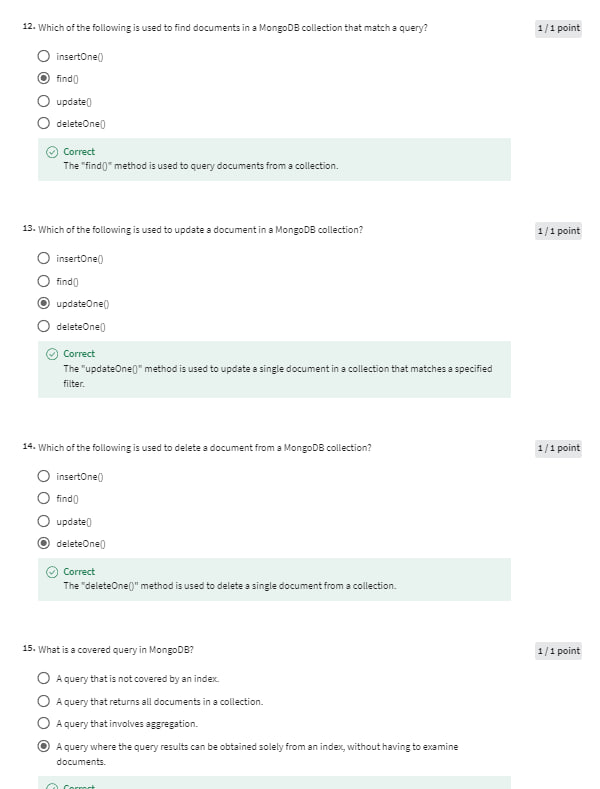 12. Which of the following is used to find documents in a MongoDB collection that match a query?
1 / 1 point
insertOne()
find()
update()
deleteOne()
Correct
The "find()" method is used to query documents from a collection.
13. Which of the following is used to update a document in a MongoDB collection?
1 / 1 point
insertOne()
find()
updateOne()
deleteOne()
Correct
The "updateOne()" method is used to update a single document in a collection that matches a specified
filter.
14. Which of the following is used to delete a document from a MongoDB collection?
1 / 1 point
insertOne()
find()
update()
deleteOne()
Correct
The "deleteOne()" method is used to delete a single document from a collection.
15. What is a covered query in MongoDB?
1 / 1 point
A query that is not covered by an index.
A query that returns all documents in a collection.
A query that involves aggregation.
A query where the query results can be obtained solely from an index, without having to examine
documents.
Correct